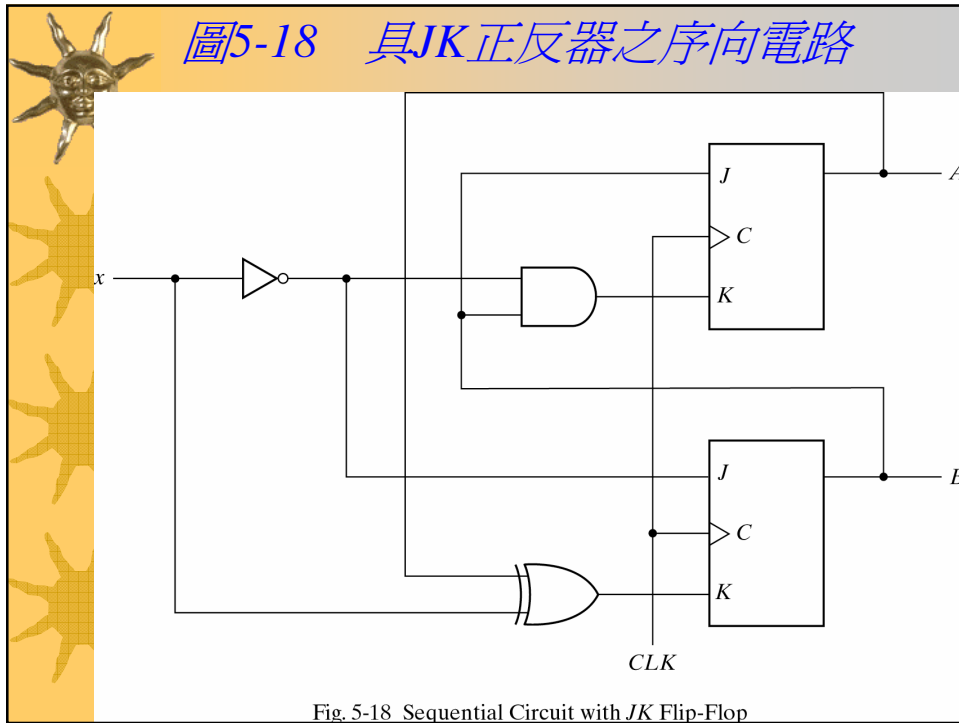 圖5-18 具JK正反器之序向電路
A
J
C
x
K
J
B
C
K
CLK
Fig. 5-18 Sequential Circuit with JK Flip-Flop